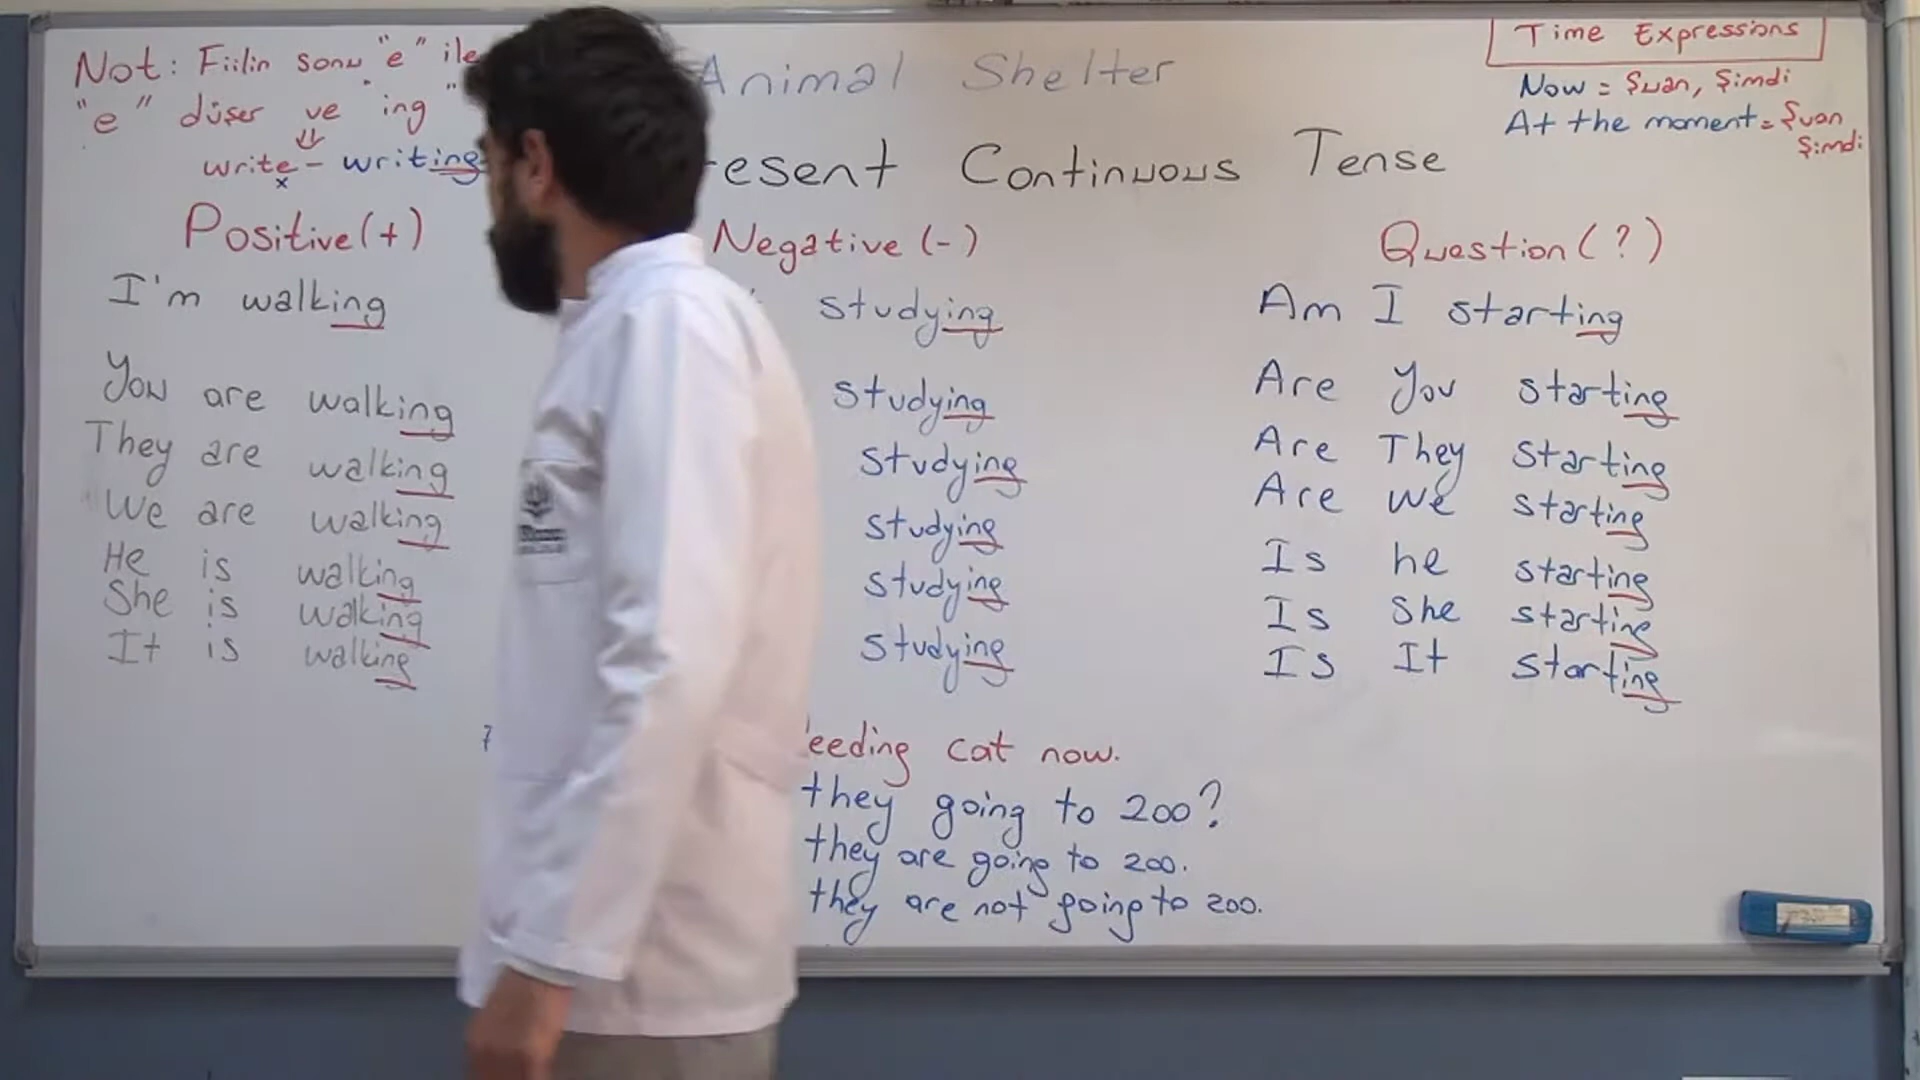 Not: Fiilin sonu "e" ile
"e" düşer ve "ing"
write - writing
x
Animal Shelter
esent Continuous Tense
Time Expressions
Now = Şuan, Şimdi
At the moment = Şuan
Şimdi
Positive (+)
I'm walking
You are walking
They are walking
We are walking
He is walking
She is walking
It is walking
Negative (-)
studying
studying
studying
studying
studying
studying
Question (?)
Am I starting
Are You starting
Are They starting
Are We starting
Is he starting
Is She starting
Is It starting
eeding cat now.
they going to zoo?
they are going to zoo.
they are not going to zoo.